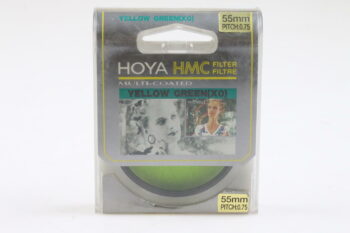 YELLOW GREEN(X0)
55mm
PITCH:0.75
HOYA HMC FILTER
FILTRE
MULTI-COATED
YELLOW GREEN(X0)
55mm
PITCH:0.75